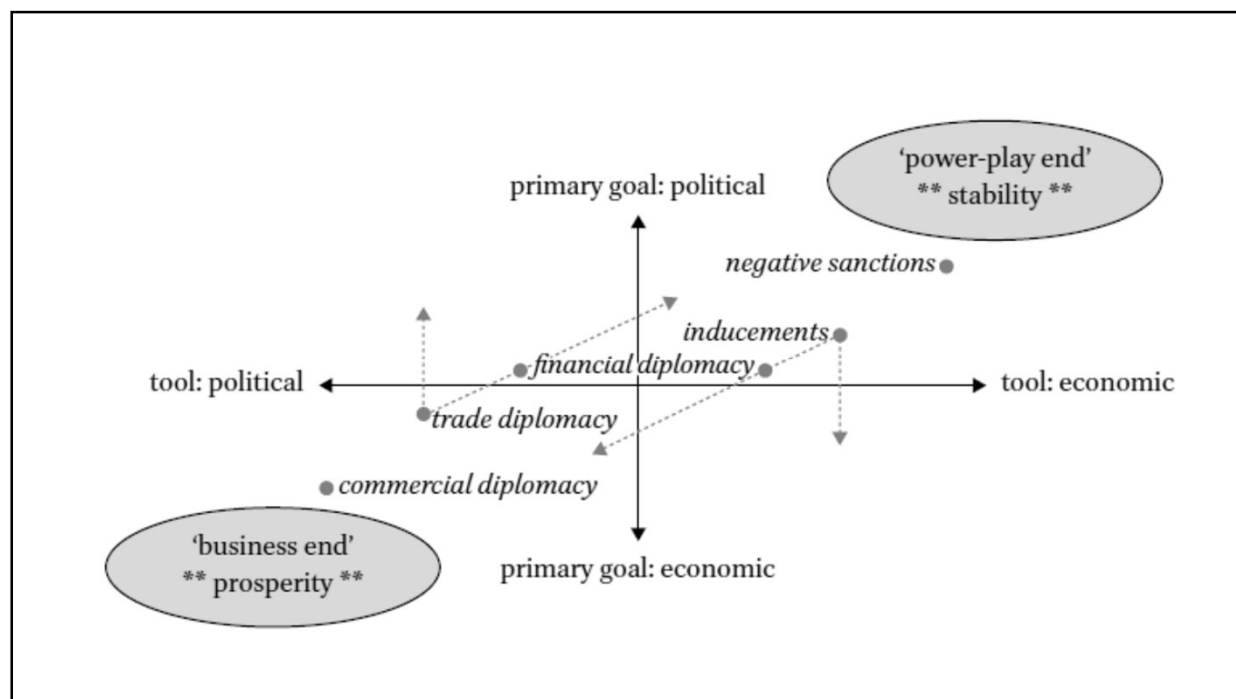 ‘power-play end’
** stability **
primary goal: political
negative sanctions
inducements
financial diplomacy
tool: political
tool: economic
trade diplomacy
commercial diplomacy
‘business end’
** prosperity **
primary goal: economic